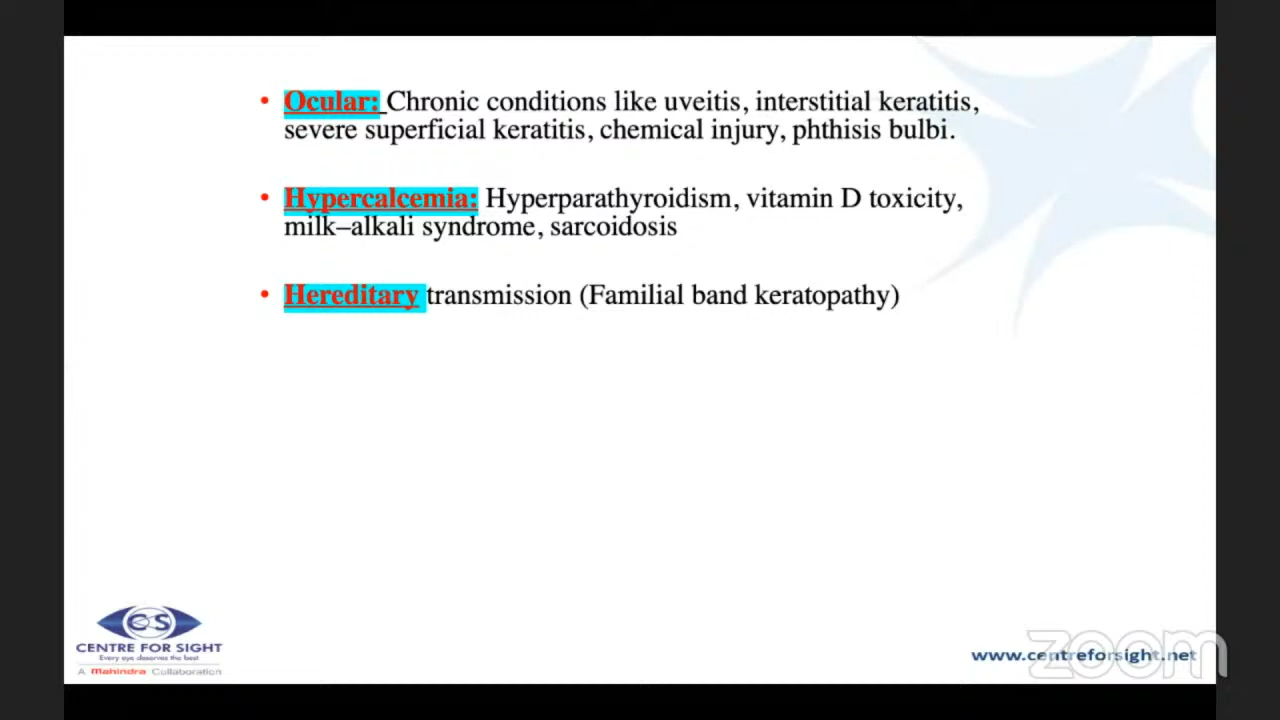 • Ocular: Chronic conditions like uveitis, interstitial keratitis,
severe superficial keratitis, chemical injury, phthisis bulbi.
• Hypercalcemia: Hyperparathyroidism, vitamin D toxicity,
milk–alkali syndrome, sarcoidosis
• Hereditary transmission (Familial band keratopathy)
CFS
CENTRE FOR SIGHT
Every eye deserves the best
A Mahindra Collaboration
www.centreforsight.net
zoom